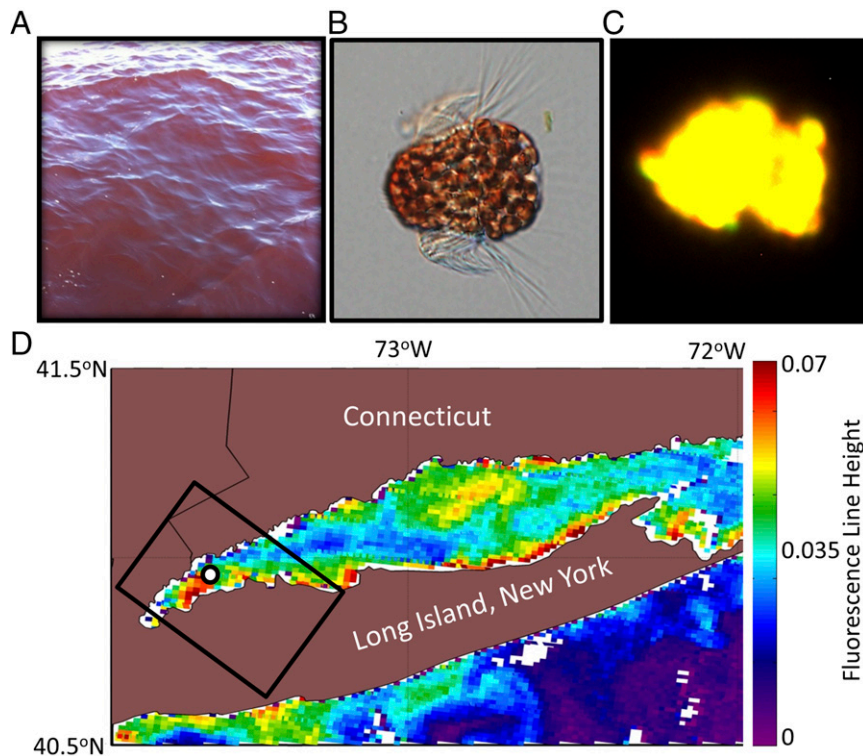 A
B
C
D
73°W
72°W
41.5°N
0.07
Connecticut
0.035
Long Island, New York
40.5°N
0
Fluorescence Line Height